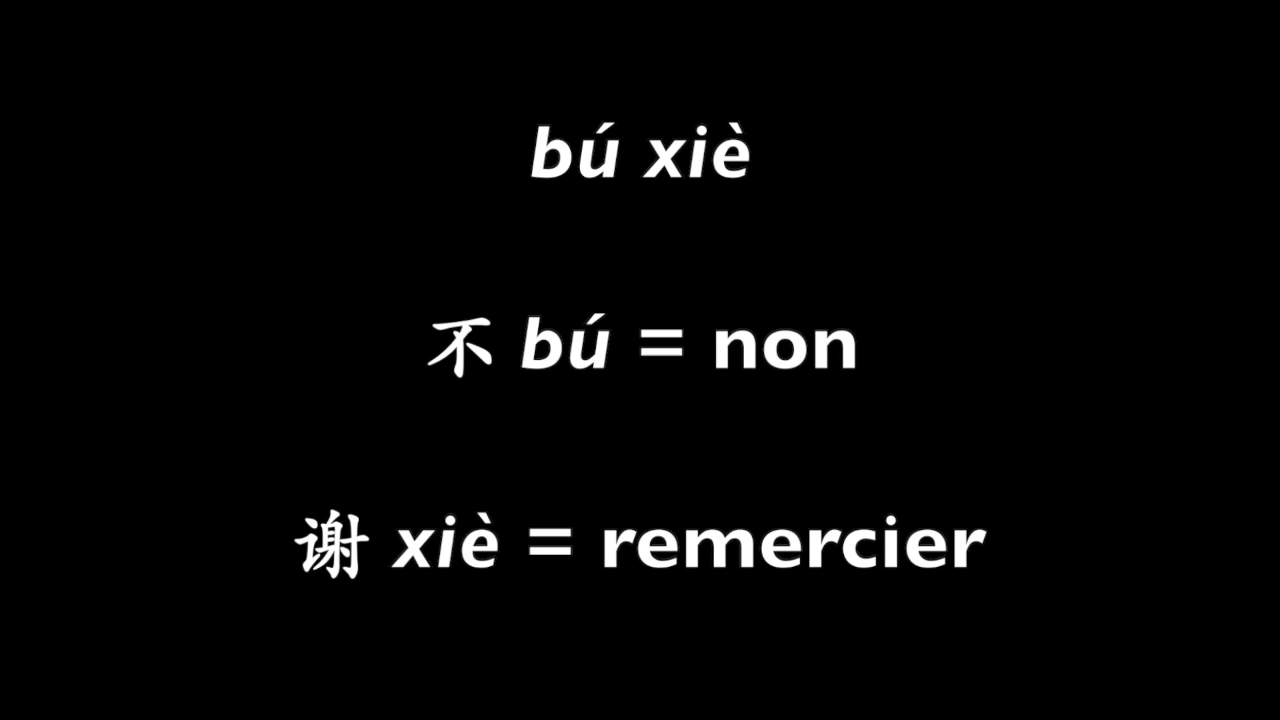 bú xiè
不 bú = non
谢 xiè = remercier